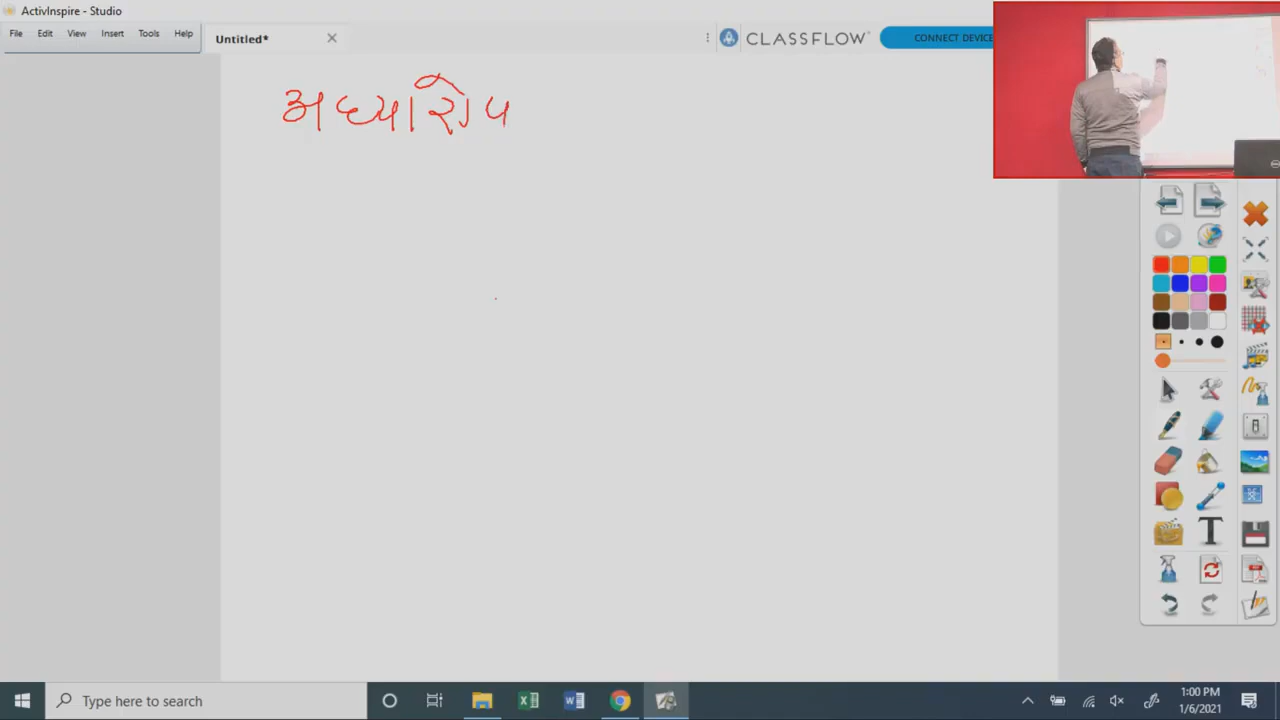 ActivInspire - Studio
File Edit View Insert Tools Help
Untitled*
CLASSFLOW
CONNECT DEVICE
अध्यारोप
T
Type here to search
1:00 PM
1/6/2021